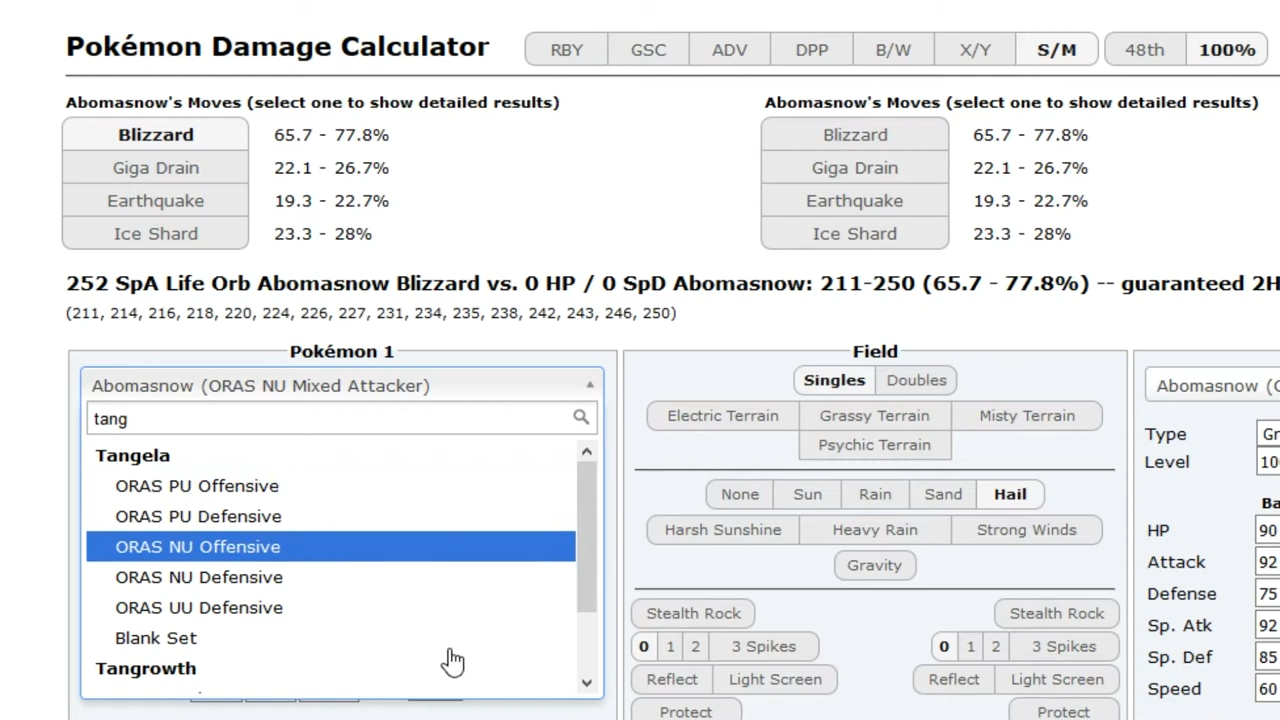 Pokémon Damage Calculator
RBY GSC ADV DPP B/W X/Y S/M 48th 100%
Abomasnow's Moves (select one to show detailed results)
Blizzard 65.7 - 77.8%
Giga Drain 22.1 - 26.7%
Earthquake 19.3 - 22.7%
Ice Shard 23.3 - 28%
Abomasnow's Moves (select one to show detailed results)
Blizzard 65.7 - 77.8%
Giga Drain 22.1 - 26.7%
Earthquake 19.3 - 22.7%
Ice Shard 23.3 - 28%
252 SpA Life Orb Abomasnow Blizzard vs. 0 HP / 0 SpD Abomasnow: 211-250 (65.7 - 77.8%) -- guaranteed 2H
(211, 214, 216, 218, 220, 224, 226, 227, 231, 234, 235, 238, 242, 243, 246, 250)
Pokémon 1
Abomasnow (ORAS NU Mixed Attacker)
tang
Tangela
ORAS PU Offensive
ORAS PU Defensive
ORAS NU Offensive
ORAS NU Defensive
ORAS UU Defensive
Blank Set
Tangrowth
Field
Singles Doubles
Electric Terrain Grassy Terrain Misty Terrain
Psychic Terrain
None Sun Rain Sand Hail
Harsh Sunshine Heavy Rain Strong Winds
Gravity
Stealth Rock Stealth Rock
0 1 2 3 Spikes 0 1 2 3 Spikes
Reflect Light Screen Reflect Light Screen
Protect Protect
Abomasnow (
Type Gr
Level 10
Ba
HP 90
Attack 92
Defense 75
Sp. Atk 92
Sp. Def 85
Speed 60